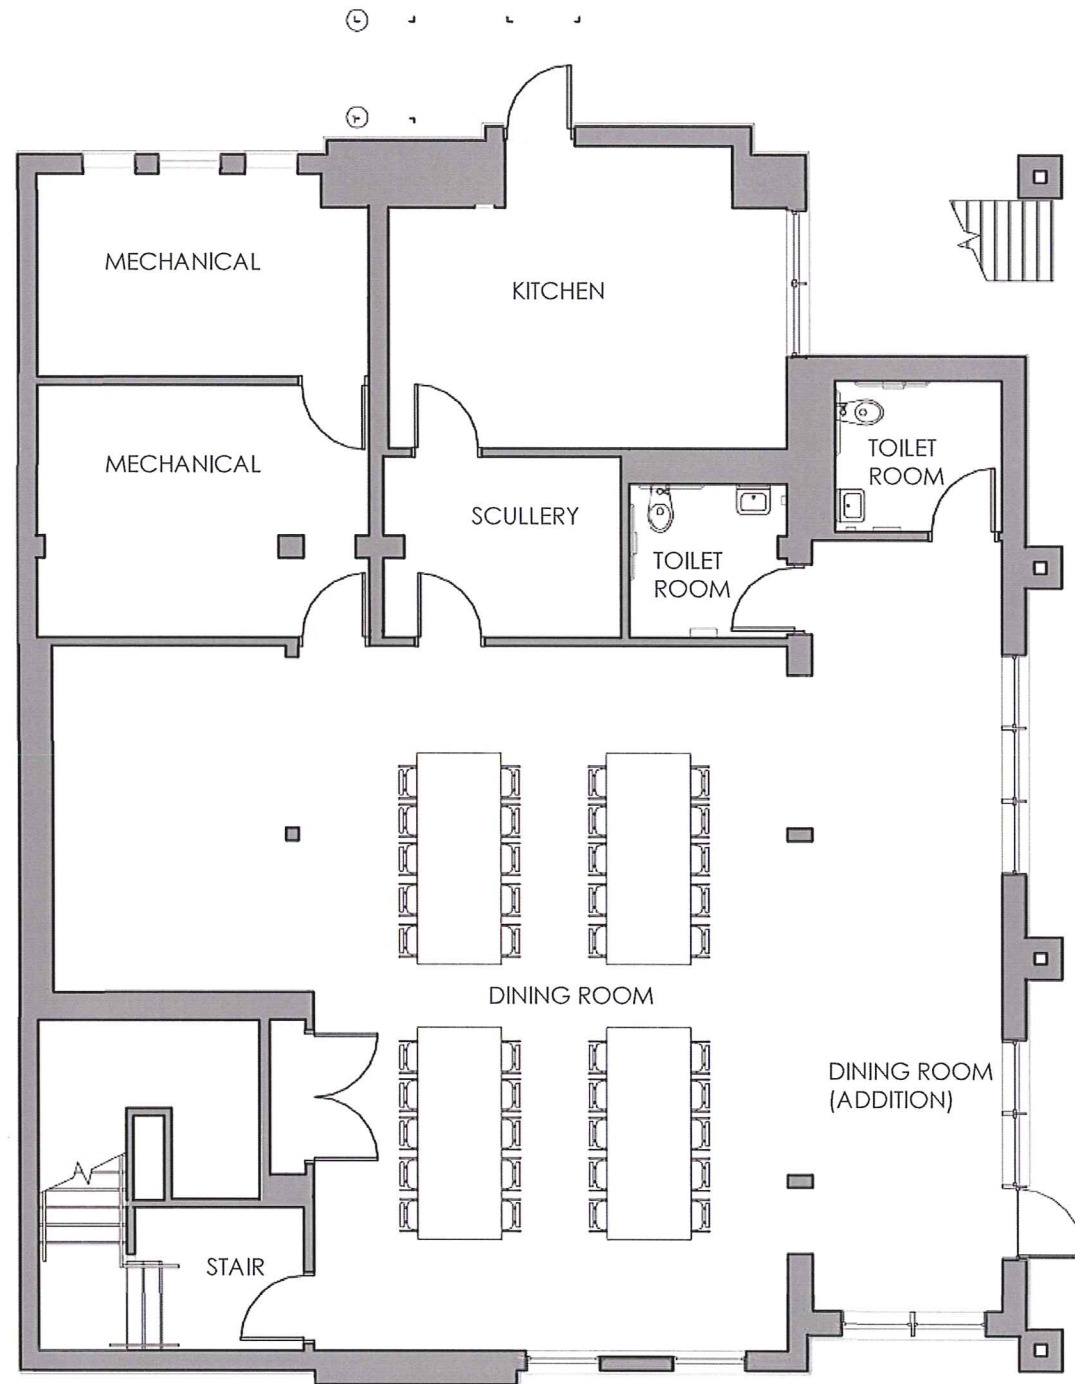 MECHANICAL
KITCHEN
MECHANICAL
TOILET
ROOM
SCULLERY
TOILET
ROOM
DINING ROOM
DINING ROOM
(ADDITION)
STAIR